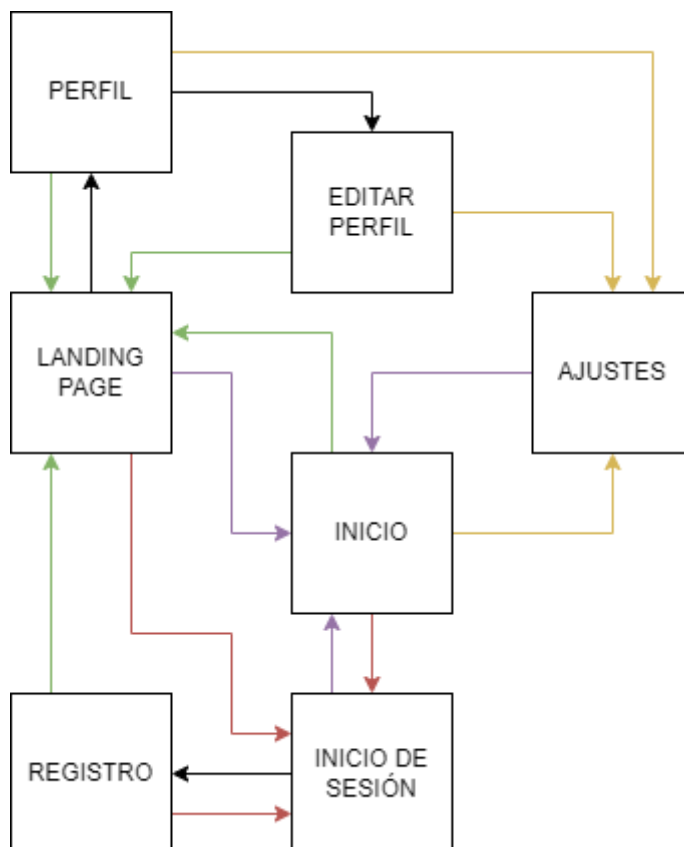 PERFIL
EDITAR
PERFIL
LANDING
PAGE
AJUSTES
INICIO
REGISTRO
INICIO DE
SESIÓN